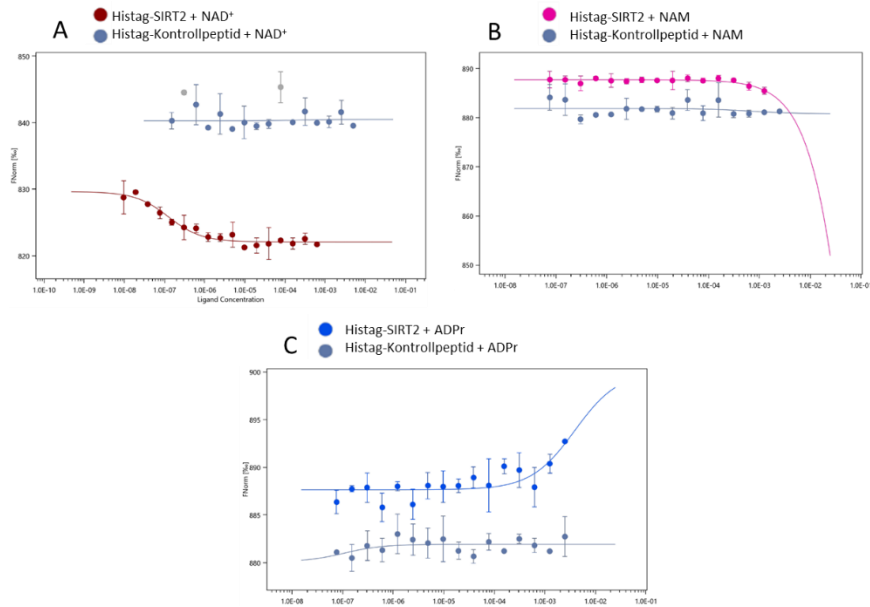 A
Histag-SIRT2 + NAD⁺
Histag-Kontrollpeptid + NAD⁺
850
840
830
820
FNorm [‰]
1.0E-10 1.0E-09 1.0E-08 1.0E-07 1.0E-06 1.0E-05 1.0E-04 1.0E-03 1.0E-02 1.0E-01
Ligand Concentration
B
Histag-SIRT2 + NAM
Histag-Kontrollpeptid + NAM
890
880
870
860
850
FNorm [‰]
1.0E-08 1.0E-07 1.0E-06 1.0E-05 1.0E-04 1.0E-03 1.0E-02 1.0E-0
C
Histag-SIRT2 + ADPr
Histag-Kontrollpeptid + ADPr
900
895
890
885
880
FNorm [‰]
1.0E-08 1.0E-07 1.0E-06 1.0E-05 1.0E-04 1.0E-03 1.0E-02 1.0E-01